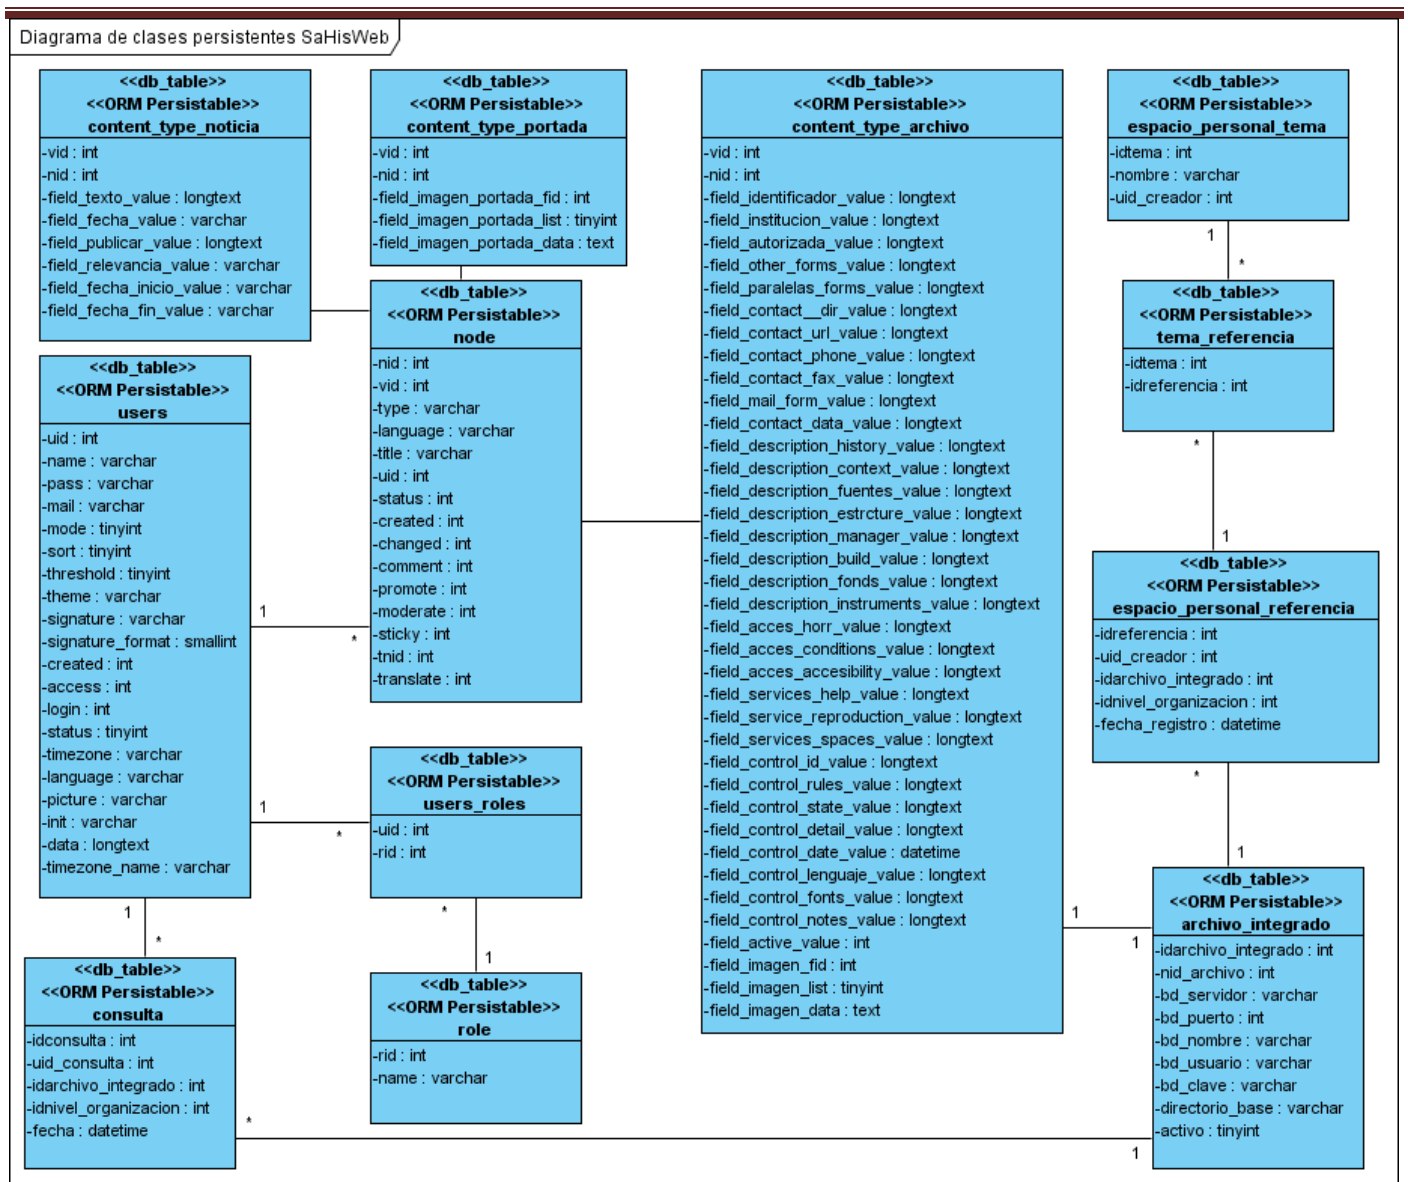 Diagrama de clases persistentes SaHisWeb
<<db_table>>
<<ORM Persistable>>
content_type_noticia
-vid : int
-nid : int
-field_texto_value : longtext
-field_fecha_value : varchar
-field_publicar_value : longtext
-field_relevancia_value : varchar
-field_fecha_inicio_value : varchar
-field_fecha_fin_value : varchar
<<db_table>>
<<ORM Persistable>>
content_type_portada
-vid : int
-nid : int
-field_imagen_portada_fid : int
-field_imagen_portada_list : tinyint
-field_imagen_portada_data : text
<<db_table>>
<<ORM Persistable>>
content_type_archivo
-vid : int
-nid : int
-field_identificador_value : longtext
-field_institucion_value : longtext
-field_autorizada_value : longtext
-field_other_forms_value : longtext
-field_paralelas_forms_value : longtext
-field_contact__dir_value : longtext
-field_contact_url_value : longtext
-field_contact_phone_value : longtext
-field_contact_fax_value : longtext
-field_mail_form_value : longtext
-field_contact_data_value : longtext
-field_description_history_value : longtext
-field_description_context_value : longtext
-field_description_fuentes_value : longtext
-field_description_estrcture_value : longtext
-field_description_manager_value : longtext
-field_description_build_value : longtext
-field_description_fonds_value : longtext
-field_description_instruments_value : longtext
-field_acces_horr_value : longtext
-field_acces_conditions_value : longtext
-field_acces_accesibility_value : longtext
-field_services_help_value : longtext
-field_service_reproduction_value : longtext
-field_services_spaces_value : longtext
-field_control_id_value : longtext
-field_control_rules_value : longtext
-field_control_state_value : longtext
-field_control_detail_value : longtext
-field_control_date_value : datetime
-field_control_lenguaje_value : longtext
-field_control_fonts_value : longtext
-field_control_notes_value : longtext
-field_active_value : int
-field_imagen_fid : int
-field_imagen_list : tinyint
-field_imagen_data : text
<<db_table>>
<<ORM Persistable>>
espacio_personal_tema
-idtema : int
-nombre : varchar
-uid_creador : int
1
*
<<db_table>>
<<ORM Persistable>>
tema_referencia
-idtema : int
-idreferencia : int
*
1
<<db_table>>
<<ORM Persistable>>
espacio_personal_referencia
-idreferencia : int
-uid_creador : int
-idarchivo_integrado : int
-idnivel_organizacion : int
-fecha_registro : datetime
*
1
<<db_table>>
<<ORM Persistable>>
archivo_integrado
-idarchivo_integrado : int
-nid_archivo : int
-bd_servidor : varchar
-bd_puerto : int
-bd_nombre : varchar
-bd_usuario : varchar
-bd_clave : varchar
-directorio_base : varchar
-activo : tinyint
1
1
<<db_table>>
<<ORM Persistable>>
node
-nid : int
-vid : int
-type : varchar
-language : varchar
-title : varchar
-uid : int
-status : int
-created : int
-changed : int
-comment : int
-promote : int
-moderate : int
-sticky : int
-tnid : int
-translate : int
<<db_table>>
<<ORM Persistable>>
users
-uid : int
-name : varchar
-pass : varchar
-mail : varchar
-mode : tinyint
-sort : tinyint
-threshold : tinyint
-theme : varchar
-signature : varchar
-signature_format : smallint
-created : int
-access : int
-login : int
-status : tinyint
-timezone : varchar
-language : varchar
-picture : varchar
-init : varchar
-data : longtext
-timezone_name : varchar
1
*
1
*
<<db_table>>
<<ORM Persistable>>
users_roles
-uid : int
-rid : int
*
1
<<db_table>>
<<ORM Persistable>>
role
-rid : int
-name : varchar
1
*
<<db_table>>
<<ORM Persistable>>
consulta
-idconsulta : int
-uid_consulta : int
-idarchivo_integrado : int
-idnivel_organizacion : int
-fecha : datetime
*
1